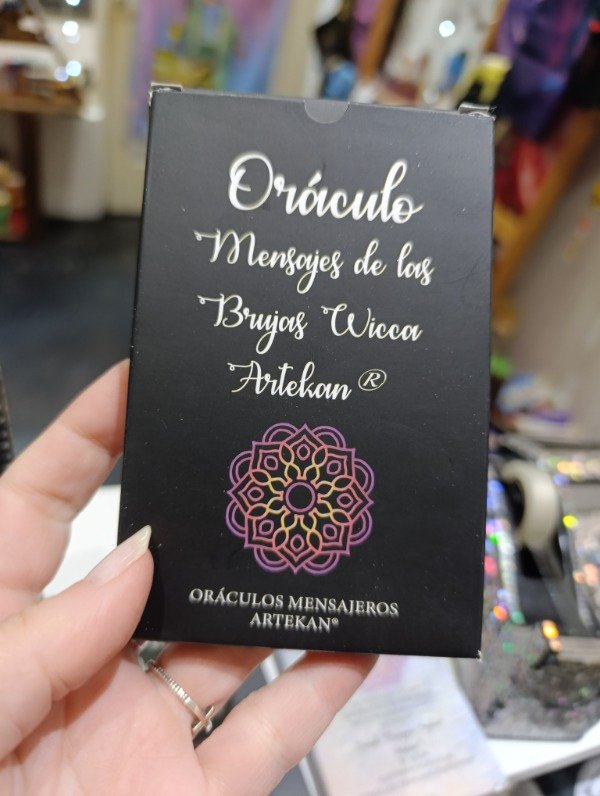 Oráculo
Mensajes de las
Brujas Wicca
Artekan ®
ORÁCULOS MENSAJEROS
ARTEKAN®